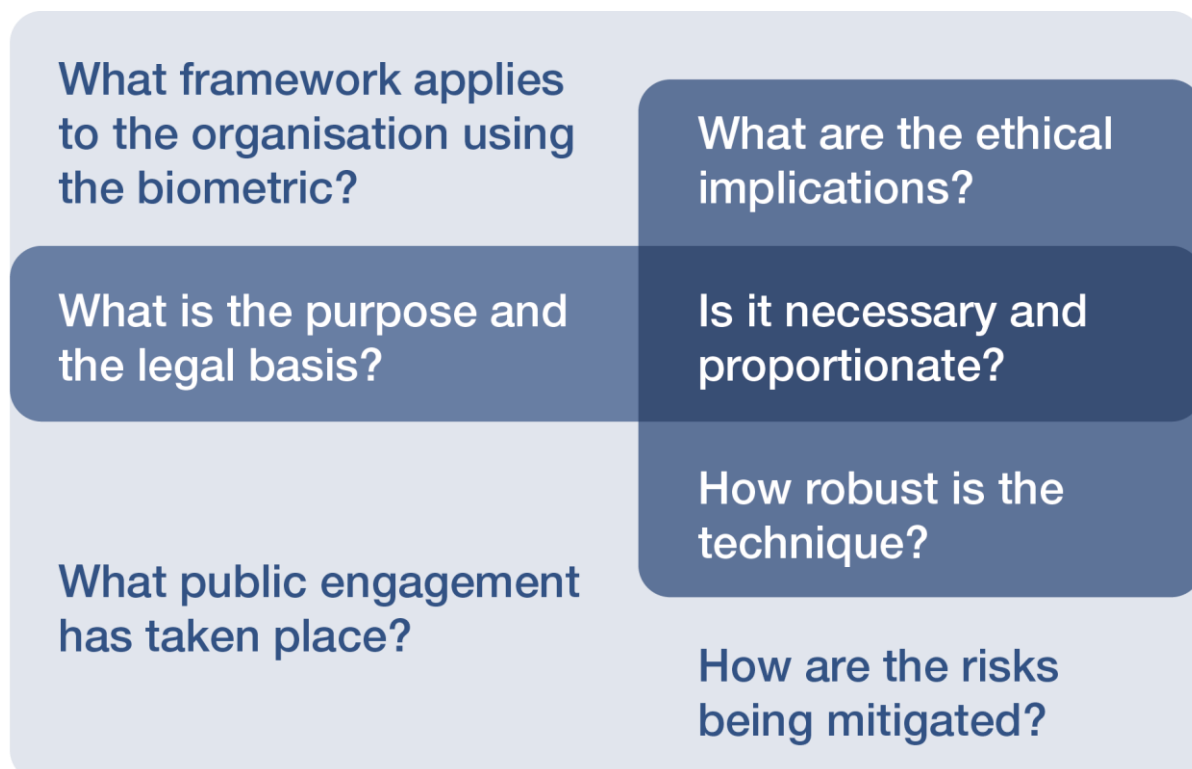 What framework applies
to the organisation using
the biometric?
What are the ethical
implications?
What is the purpose and
the legal basis?
Is it necessary and
proportionate?
How robust is the
technique?
What public engagement
has taken place?
How are the risks
being mitigated?